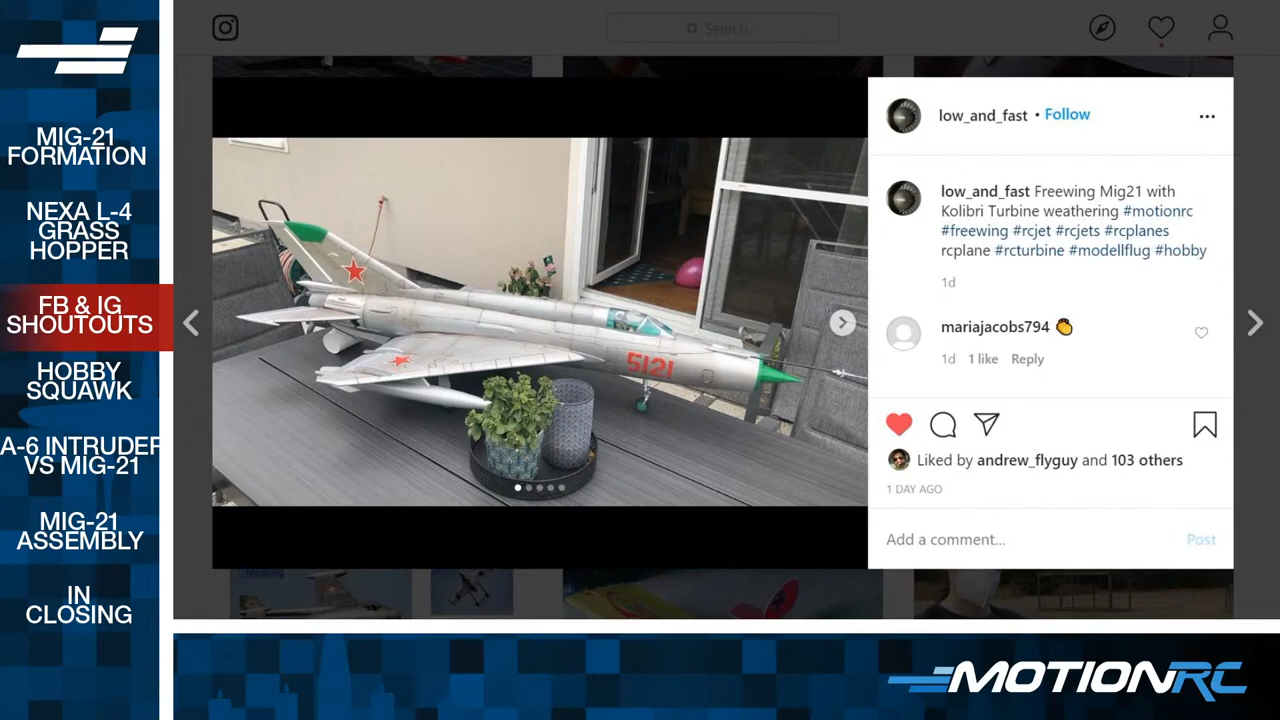 MIG-21
FORMATION
NEXA L-4
GRASS
HOPPER
FB & IG
SHOUTOUTS
HOBBY
SQUAWK
A-6 INTRUDER
VS MIG-21
MIG-21
ASSEMBLY
IN
CLOSING
Search
5121
low_and_fast • Follow
low_and_fast Freewing Mig21 with
Kolibri Turbine weathering #motionrc
#freewing #rcjet #rcjets #rcplanes
rcplane #rcturbine #modellflug #hobby
1d
mariajacobs794 👏
1d 1 like Reply
Liked by andrew_flyguy and 103 others
1 DAY AGO
Add a comment... Post
MOTIONRC